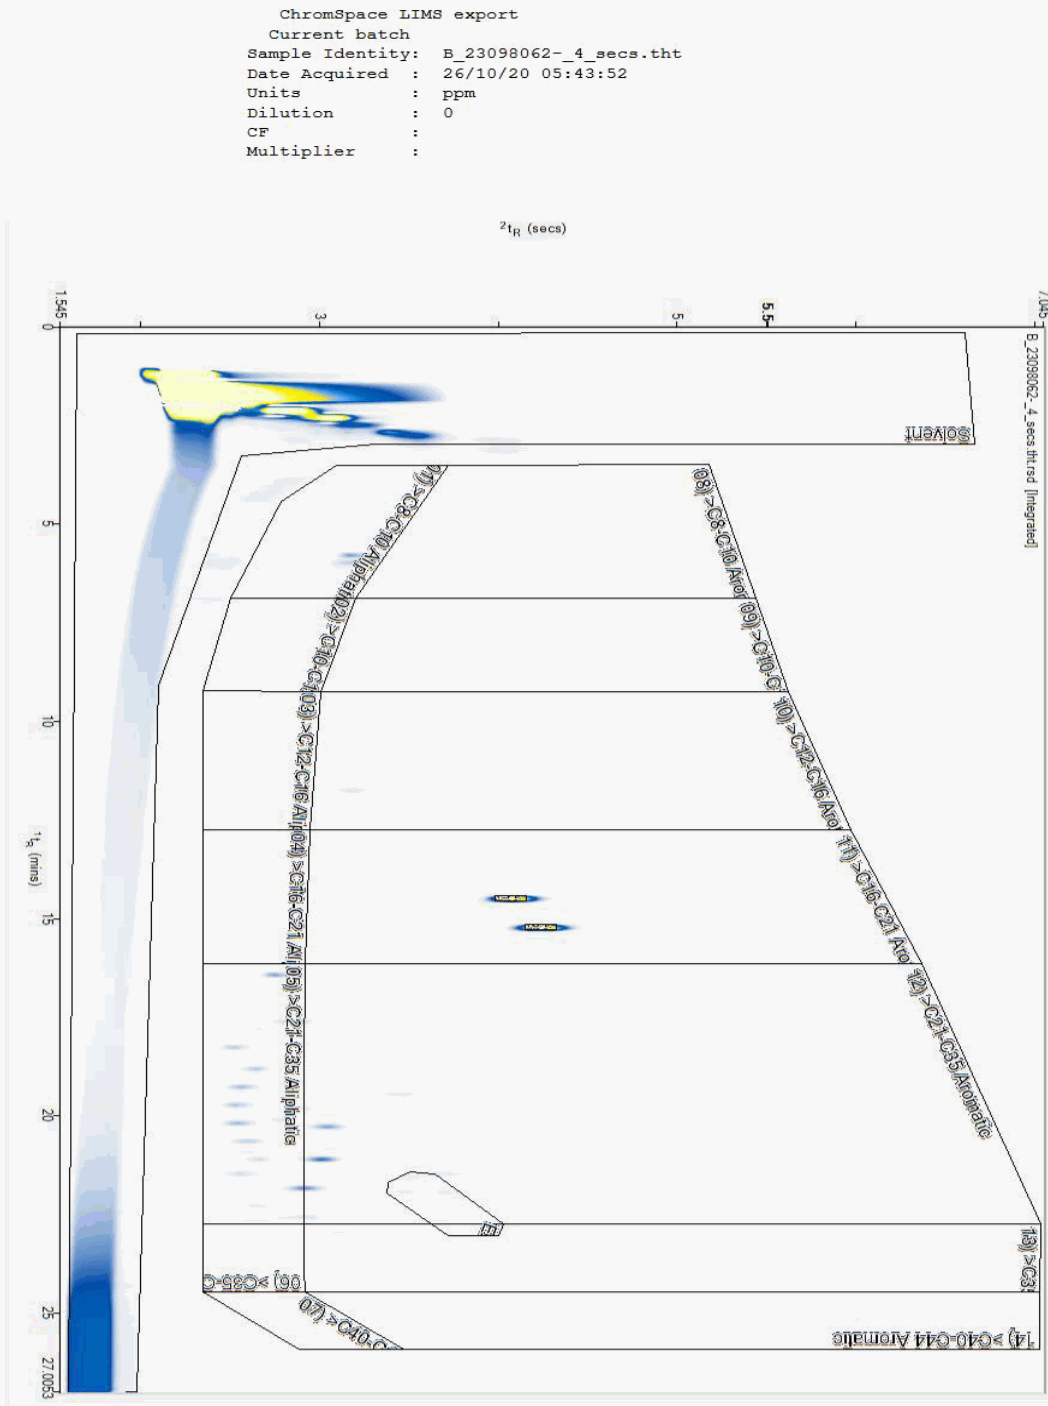 ChromSpace LIMS export
Current batch
Sample Identity: B_23098062-_4_secs.tht
Date Acquired : 26/10/20 05:43:52
Units : ppm
Dilution : 0
CF :
Multiplier :
²tR (secs)
1.545
3
5
5.5
7.045
B_23098062-_4_secs.tht.rsd [Integrated]
Solvent
01) >C8-C10 Aliphati
02) >C10-C1
03) >C12-C16 Ali
04) >C16-C21 Ali
05) >C21-C35 Aliphatic
06) >C35-C
07) >C40-C
08) >C8-C10 Aro
09) >C10-C
10) >C12-C16 Aro
11) >C16-C21 Aro
12) >C21-C35 Aromatic
13) >C3
14) >C40-C44 Aromatic
0
5
10
15
20
25
27.0053
¹tR (mins)